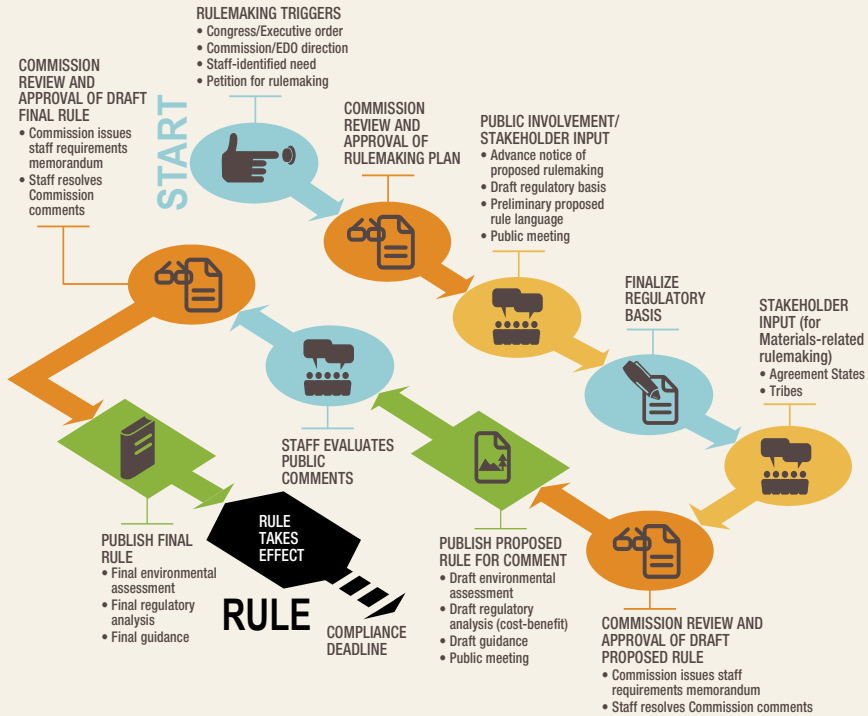 RULEMAKING TRIGGERS
• Congress/Executive order
• Commission/EDO direction
• Staff-identified need
• Petition for rulemaking
START
COMMISSION
REVIEW AND
APPROVAL OF
RULEMAKING PLAN
PUBLIC INVOLVEMENT/
STAKEHOLDER INPUT
• Advance notice of
proposed rulemaking
• Draft regulatory basis
• Preliminary proposed
rule language
• Public meeting
FINALIZE
REGULATORY
BASIS
STAKEHOLDER
INPUT (for
Materials-related
rulemaking)
• Agreement States
• Tribes
COMMISSION REVIEW AND
APPROVAL OF DRAFT
PROPOSED RULE
• Commission issues staff
requirements memorandum
• Staff resolves Commission comments
PUBLISH PROPOSED
RULE FOR COMMENT
• Draft environmental
assessment
• Draft regulatory
analysis (cost-benefit)
• Draft guidance
• Public meeting
STAFF EVALUATES
PUBLIC
COMMENTS
COMMISSION
REVIEW AND
APPROVAL OF DRAFT
FINAL RULE
• Commission issues
staff requirements
memorandum
• Staff resolves
Commission
comments
PUBLISH FINAL
RULE
• Final environmental
assessment
• Final regulatory
analysis
• Final guidance
RULE
TAKES
EFFECT
RULE
COMPLIANCE
DEADLINE